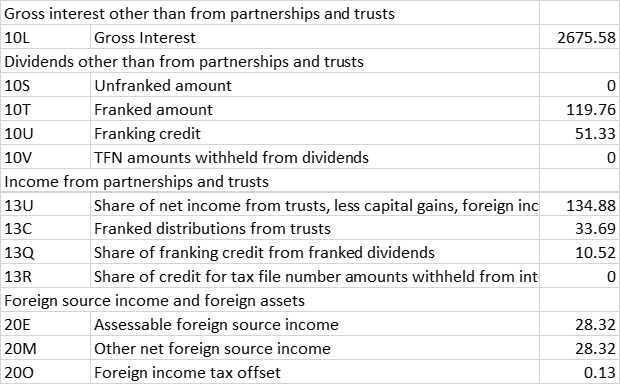 Gross interest other than from partnerships and trusts
10L Gross Interest 2675.58
Dividends other than from partnerships and trusts
10S Unfranked amount 0
10T Franked amount 119.76
10U Franking credit 51.33
10V TFN amounts withheld from dividends 0
Income from partnerships and trusts
13U Share of net income from trusts, less capital gains, foreign inc 134.88
13C Franked distributions from trusts 33.69
13Q Share of franking credit from franked dividends 10.52
13R Share of credit for tax file number amounts withheld from int 0
Foreign source income and foreign assets
20E Assessable foreign source income 28.32
20M Other net foreign source income 28.32
20O Foreign income tax offset 0.13